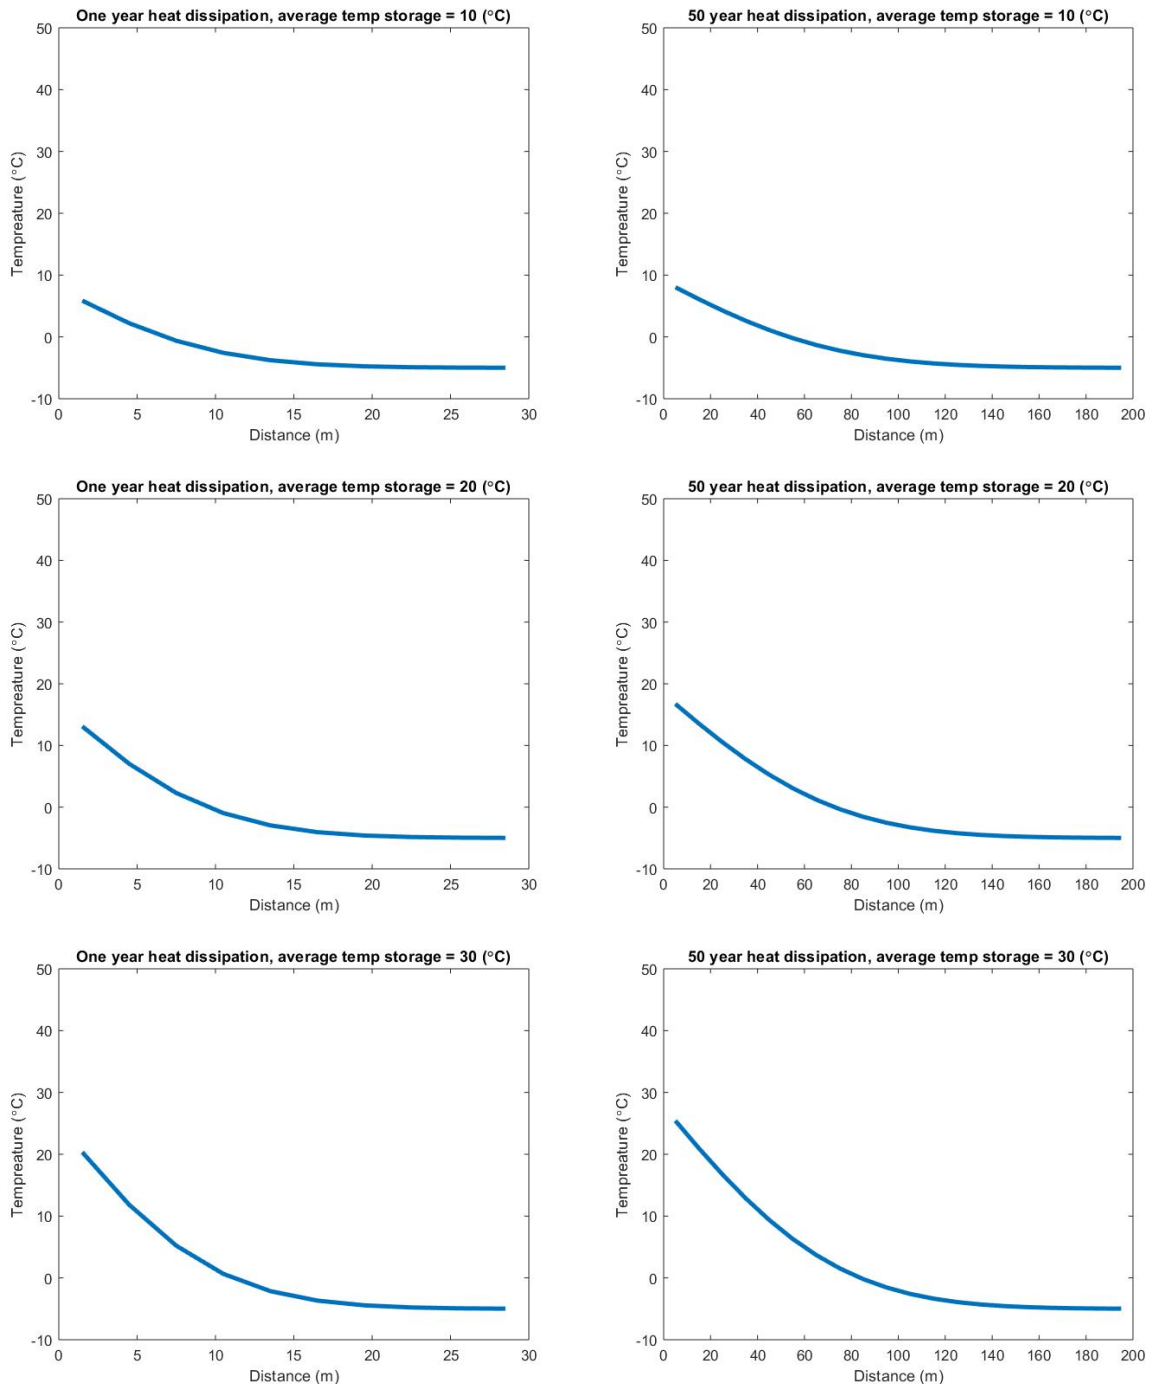 One year heat dissipation, average temp storage = 10 (°C)
50
40
30
20
10
0
-10
Tempreature (°C)
0 5 10 15 20 25 30
Distance (m)
50 year heat dissipation, average temp storage = 10 (°C)
50
40
30
20
10
0
-10
Tempreature (°C)
0 20 40 60 80 100 120 140 160 180 200
Distance (m)
One year heat dissipation, average temp storage = 20 (°C)
50
40
30
20
10
0
-10
Tempreature (°C)
0 5 10 15 20 25 30
Distance (m)
50 year heat dissipation, average temp storage = 20 (°C)
50
40
30
20
10
0
-10
Tempreature (°C)
0 20 40 60 80 100 120 140 160 180 200
Distance (m)
One year heat dissipation, average temp storage = 30 (°C)
50
40
30
20
10
0
-10
Tempreature (°C)
0 5 10 15 20 25 30
Distance (m)
50 year heat dissipation, average temp storage = 30 (°C)
50
40
30
20
10
0
-10
Tempreature (°C)
0 20 40 60 80 100 120 140 160 180 200
Distance (m)